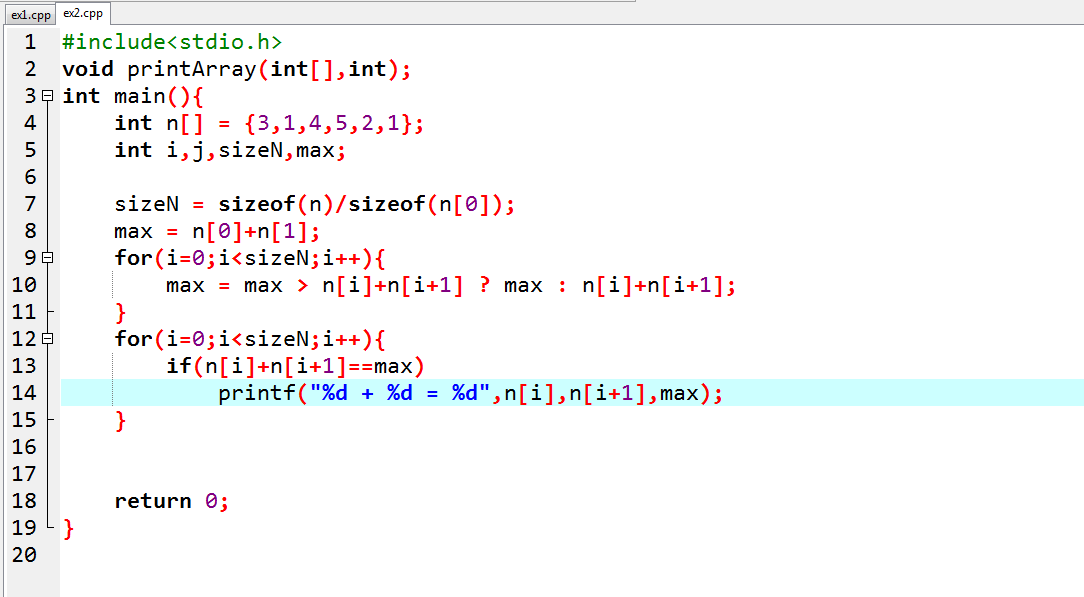 ex1.cpp ex2.cpp
1 #include<stdio.h>
2 void printArray(int[],int);
3 int main(){
4     int n[] = {3,1,4,5,2,1};
5     int i,j,sizeN,max;
6
7     sizeN = sizeof(n)/sizeof(n[0]);
8     max = n[0]+n[1];
9     for(i=0;i<sizeN;i++){
10         max = max > n[i]+n[i+1] ? max : n[i]+n[i+1];
11     }
12     for(i=0;i<sizeN;i++){
13         if(n[i]+n[i+1]==max)
14             printf("%d + %d = %d",n[i],n[i+1],max);
15     }
16
17
18     return 0;
19 }
20